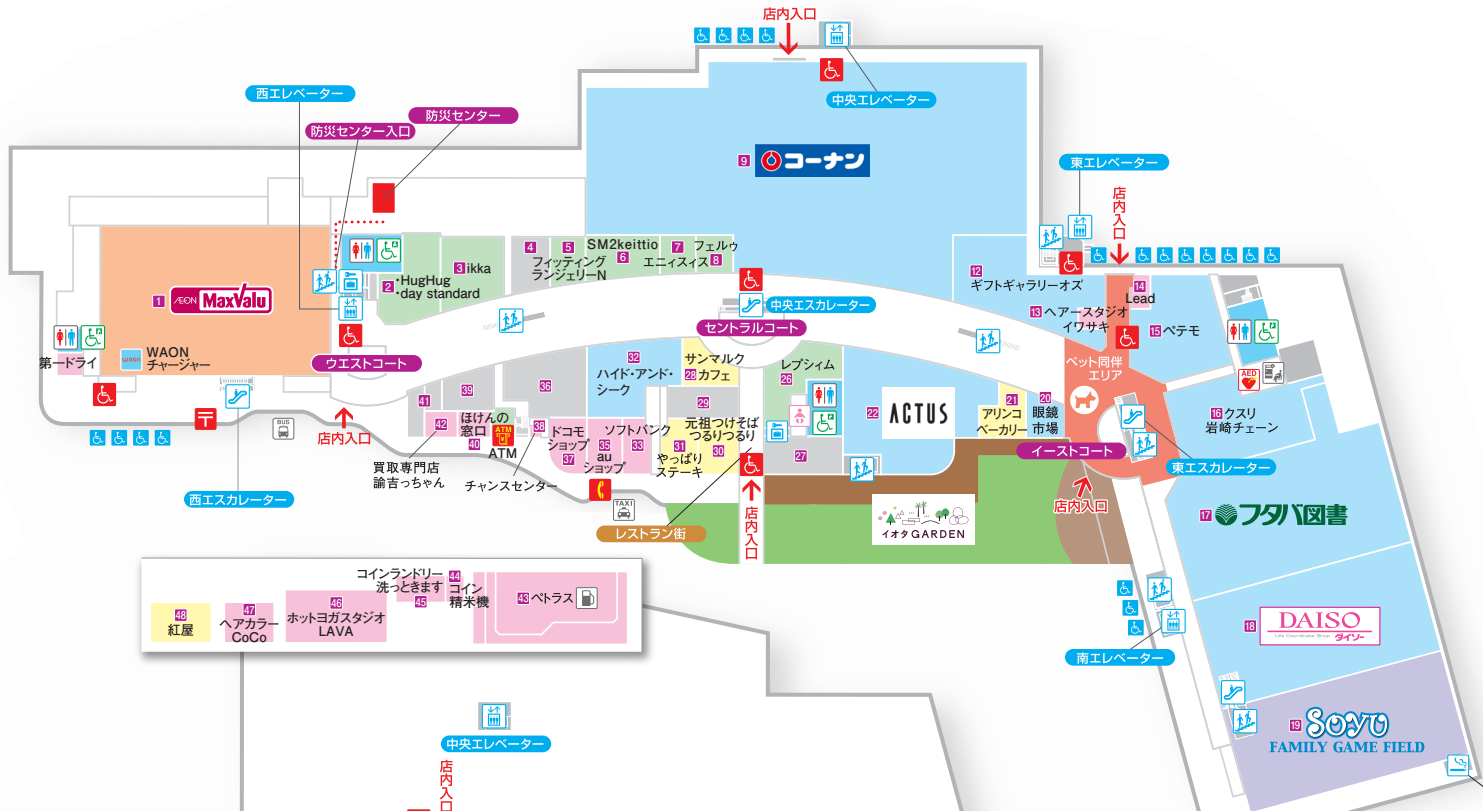 店内入口
中央エレベーター
西エレベーター
防災センター
防災センター入口
9 コーナン
東エレベーター
店内入口
1 ÆON MaxValu
2 ・HugHug
・day standard
3 ikka
4 フィッティング
ランジェリーN
5
SM2keittio
6
7
エニィスィス
フェルゥ
8
12
ギフトギャラリーオズ
14
Lead
13 ヘアースタジオ
イワサキ
15 ペテモ
中央エスカレーター
セントラルコート
ペット同伴
エリア
第一ドライ
WAON
WAON
チャージャー
ウエストコート
AED
32
ハイド・アンド・
シーク
サンマルク
28 カフェ
レプシィム
26
39
36
41
42
ほけんの
窓口
40
ATM
ATM
38
29
22 ACTUS
21
アリンコ
ベーカリー
20
眼鏡
市場
16 クスリ
岩崎チェーン
BUS
店内入口
買取専門店
諭吉っちゃん
チャンスセンター
ドコモ
ショップ
37
ソフトバンク
35
au
ショップ
33
元祖つけそば
つるりつるり
31
やっぱり
ステーキ
30
27
イーストコート
東エスカレーター
西エスカレーター
TAXI
レストラン街
店内入口
イオタGARDEN
店内入口
17 フタバ図書
コインランドリー
洗っときます
45
44
コイン
精米機
43 ペトラス
48
紅屋
47
ヘアカラー
CoCo
46
ホットヨガスタジオ
LAVA
18 DAISO
Life Coordinate Shop ダイソー
南エレベーター
19 SOYU
FAMILY GAME FIELD
中央エレベーター
店内入口